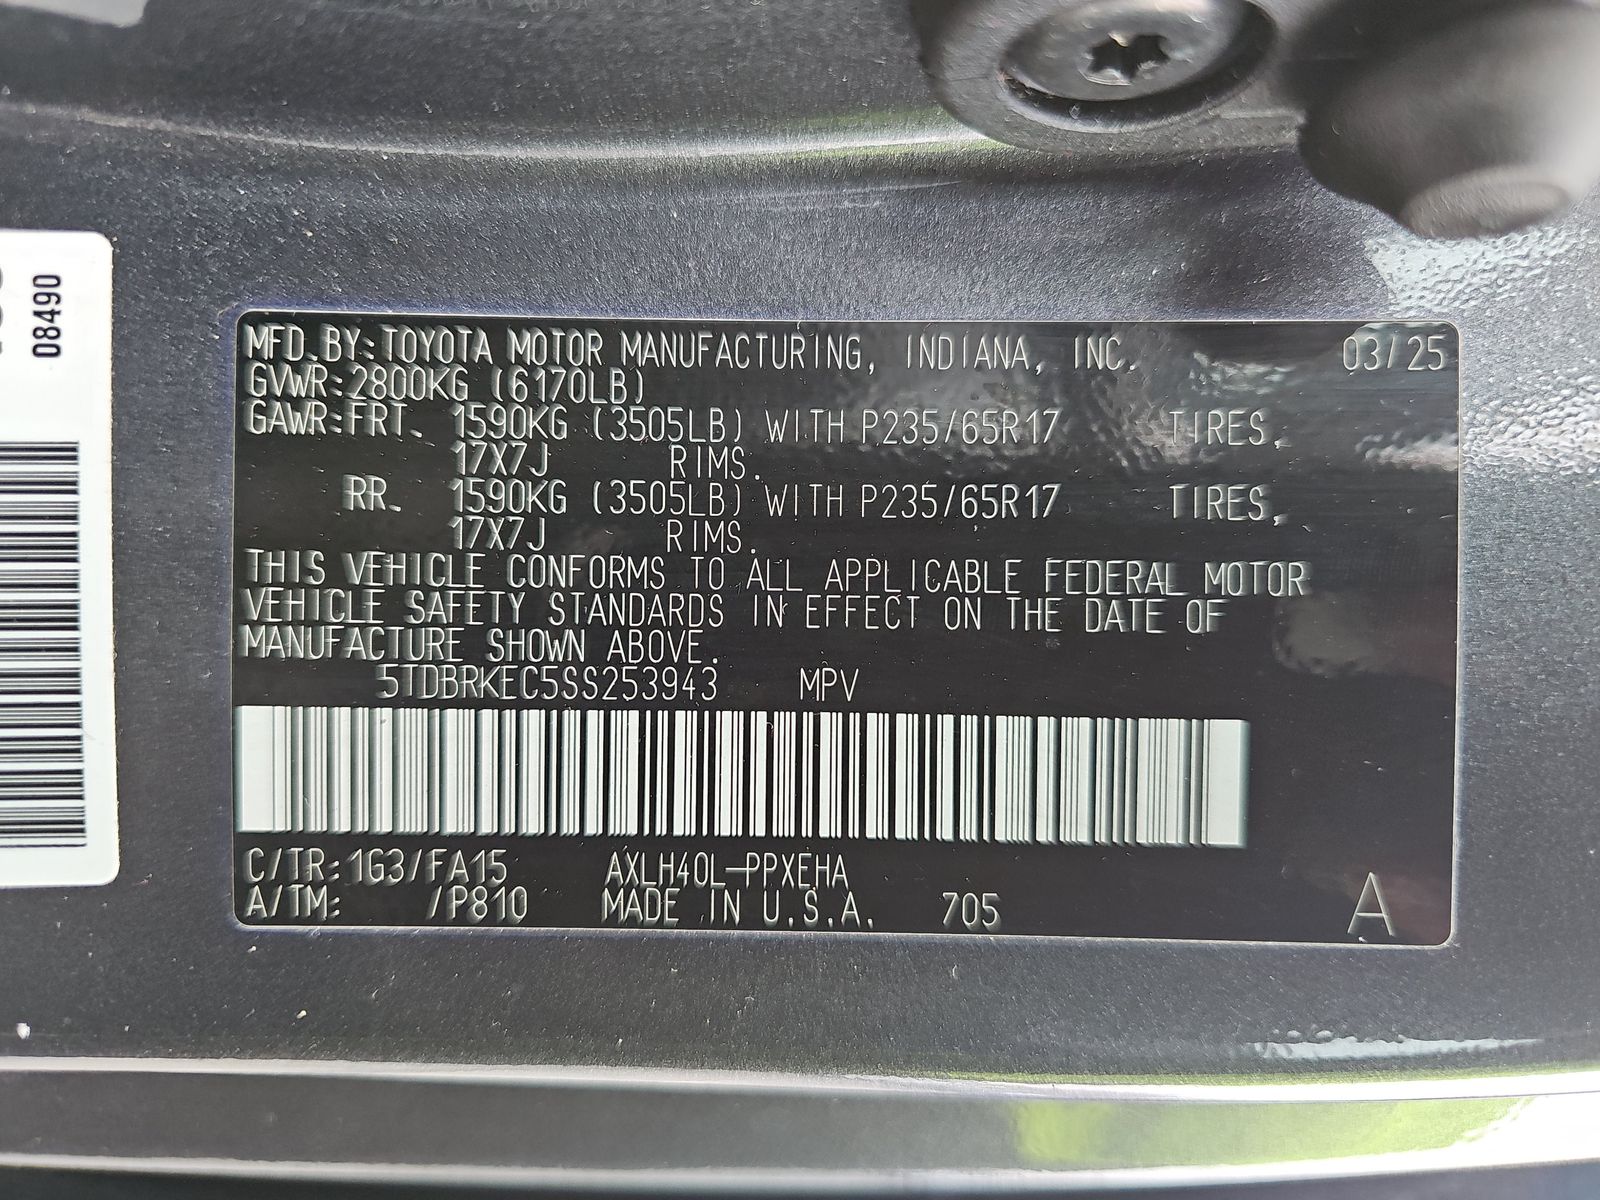 08490
MFD.BY:TOYOTA MOTOR MANUFACTURING, INDIANA, INC. 03/25
GVWR:2800KG (6170LB)
GAWR:FRT. 1590KG (3505LB) WITH P235/65R17 TIRES,
17X7J RIMS.
RR. 1590KG (3505LB) WITH P235/65R17 TIRES,
17X7J RIMS.
THIS VEHICLE CONFORMS TO ALL APPLICABLE FEDERAL MOTOR
VEHICLE SAFETY STANDARDS IN EFFECT ON THE DATE OF
MANUFACTURE SHOWN ABOVE.
5TDBRKEC5SS253943 MPV
C/TR:1G3/FA15 AXLH40L-PPXEHA
A/TM: /P810 MADE IN U.S.A. 705 A